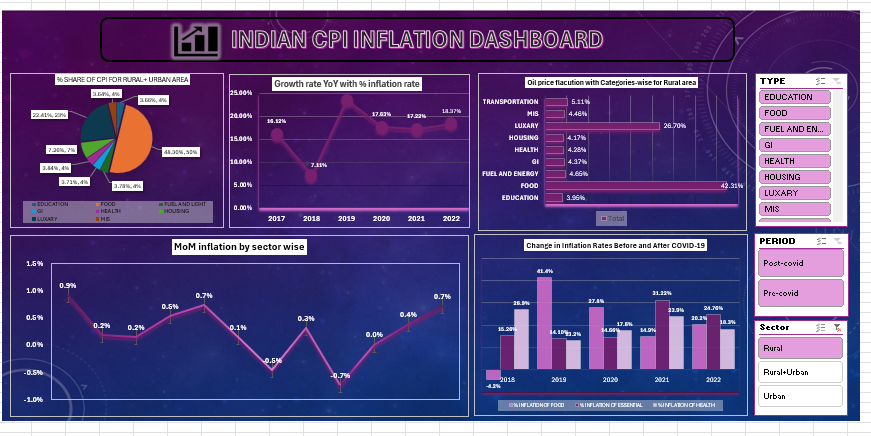 INDIAN CPI INFLATION DASHBOARD
% SHARE OF CPI FOR RURAL+ URBAN AREA
3.64%, 4%
3.66%, 4%
22.41%, 23%
48.30%, 50%
7.26%, 7%
3.84%, 4%
3.71%, 4%
3.78%, 4%
EDUCATION
FOOD
FUEL AND LIGHT
GI
HEALTH
HOUSING
LUXARY
MIS
Growth rate YoY with % inflation rate
25.00%
20.00%
15.00%
10.00%
5.00%
0.00%
16.12%
7.11%
17.63%
17.22%
18.37%
2017
2018
2019
2020
2021
2022
Oil price flacution with Categories-wise for Rural area
TRANSPORTATION 5.11%
MIS 4.46%
LUXARY 26.70%
HOUSING 4.17%
HEALTH 4.28%
GI 4.37%
FUEL AND ENERGY 4.65%
FOOD 42.31%
EDUCATION 3.95%
Total
TYPE
EDUCATION
FOOD
FUEL AND EN...
GI
HEALTH
HOUSING
LUXARY
MIS
MoM inflation by sector wise
1.5%
1.0%
0.5%
0.0%
-0.5%
-1.0%
0.9%
0.2%
0.2%
0.5%
0.7%
0.1%
-0.5%
0.3%
-0.7%
0.0%
0.4%
0.7%
Change in Inflation Rates Before and After COVID-19
-4.2%
15.20%
26.9%
41.4%
14.10%
13.2%
27.8%
14.66%
17.6%
14.9%
31.22%
23.9%
20.2%
24.76%
18.3%
2018
2019
2020
2021
2022
% INFLATION OF FOOD
% INFLATION OF ESSENTIAL
% INFLATION OF HEALTH
PERIOD
Post-covid
Pre-covid
Sector
Rural
Rural+Urban
Urban